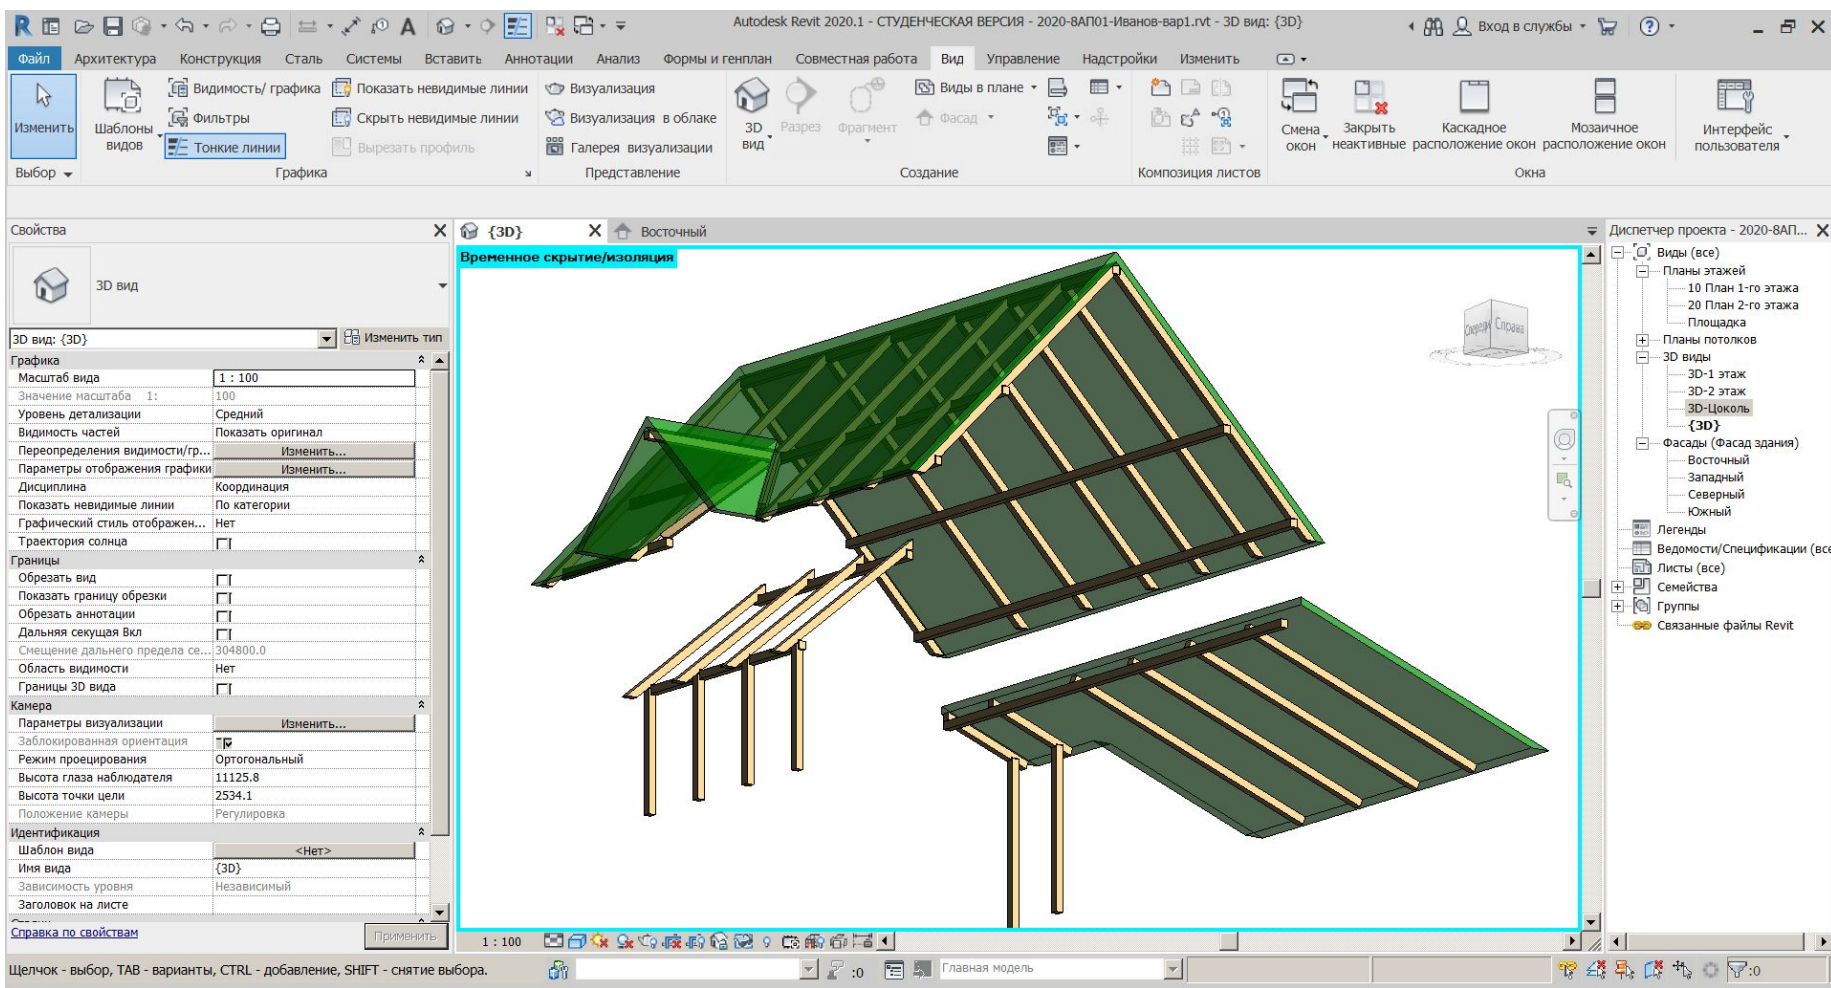 Autodesk Revit 2020.1 - СТУДЕНЧЕСКАЯ ВЕРСИЯ - 2020-8АП01-Иванов-вар1.rvt - 3D вид: {3D}
Вход в службы
Файл Архитектура Конструкция Сталь Системы Вставить Аннотации Анализ Формы и генплан Совместная работа Вид Управление Надстройки Изменить
Изменить
Шаблоны видов
Видимость/ графика
Фильтры
Тонкие линии
Показать невидимые линии
Скрыть невидимые линии
Вырезать профиль
Визуализация
Визуализация в облаке
Галерея визуализации
3D вид
Разрез
Фрагмент
Виды в плане
Фасад
Смена окон
Закрыть неактивные
Каскадное расположение окон
Мозаичное расположение окон
Интерфейс пользователя
Выбор Графика Представление Создание Композиция листов Окна
Свойства
{3D}
Восточный
Диспетчер проекта - 2020-8АП...
3D вид
3D вид: {3D}
Изменить тип
Графика
Масштаб вида 1 : 100
Значение масштаба 1: 100
Уровень детализации Средний
Видимость частей Показать оригинал
Переопределения видимости/гр... Изменить...
Параметры отображения графики Изменить...
Дисциплина Координация
Показать невидимые линии По категории
Графический стиль отображен... Нет
Траектория солнца
Границы
Обрезать вид
Показать границу обрезки
Обрезать аннотации
Дальняя секущая Вкл
Смещение дальнего предела се... 304800.0
Область видимости Нет
Границы 3D вида
Камера
Параметры визуализации Изменить...
Заблокированная ориентация
Режим проецирования Ортогональный
Высота глаза наблюдателя 11125.8
Высота точки цели 2534.1
Положение камеры Регулировка
Идентификация
Шаблон вида <Нет>
Имя вида {3D}
Зависимость уровня Независимый
Заголовок на листе
Справка по свойствам
Применить
Временное скрытие/изоляция
Спереди Справа
Виды (все)
Планы этажей
10 План 1-го этажа
20 План 2-го этажа
Площадка
Планы потолков
3D виды
3D-1 этаж
3D-2 этаж
3D-Цоколь
{3D}
Фасады (Фасад здания)
Восточный
Западный
Северный
Южный
Легенды
Ведомости/Спецификации (все
Листы (все)
Семейства
Группы
Связанные файлы Revit
1 : 100
Щелчок - выбор, TAB - варианты, CTRL - добавление, SHIFT - снятие выбора.
:0
Главная модель
:0